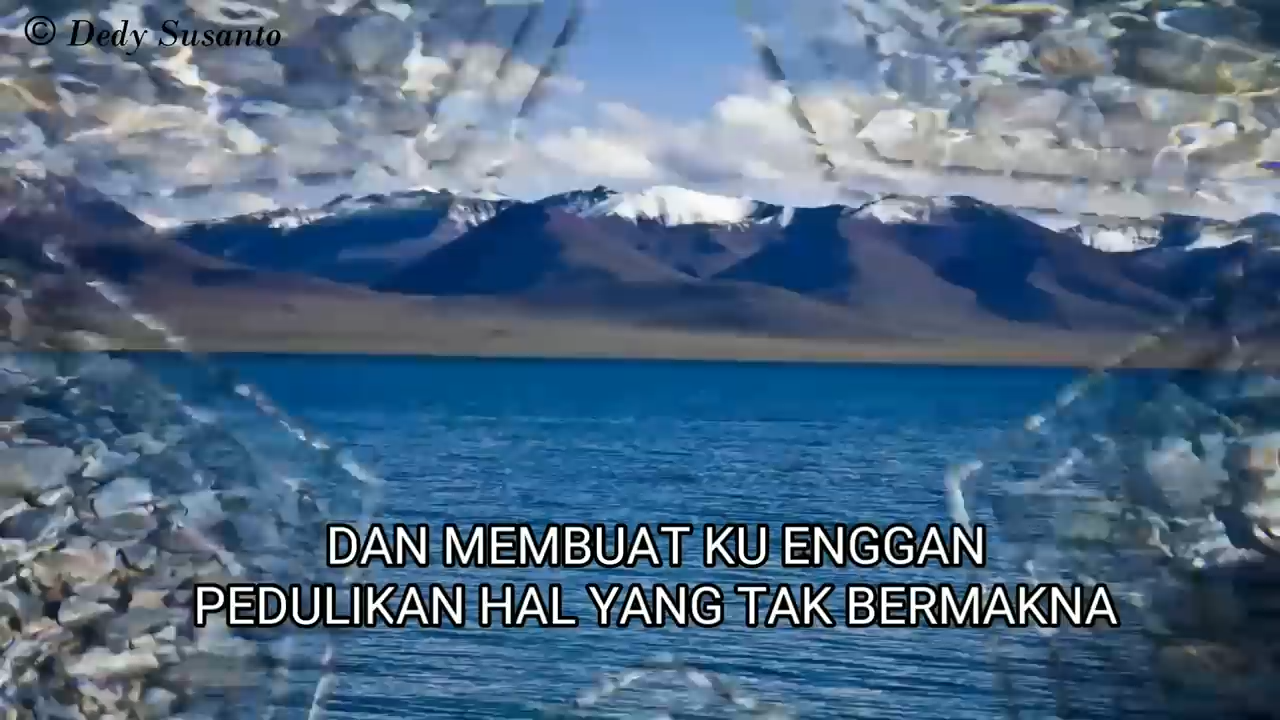 © Dedy Susanto
DAN MEMBUAT KU ENGGAN
PEDULIKAN HAL YANG TAK BERMAKNA